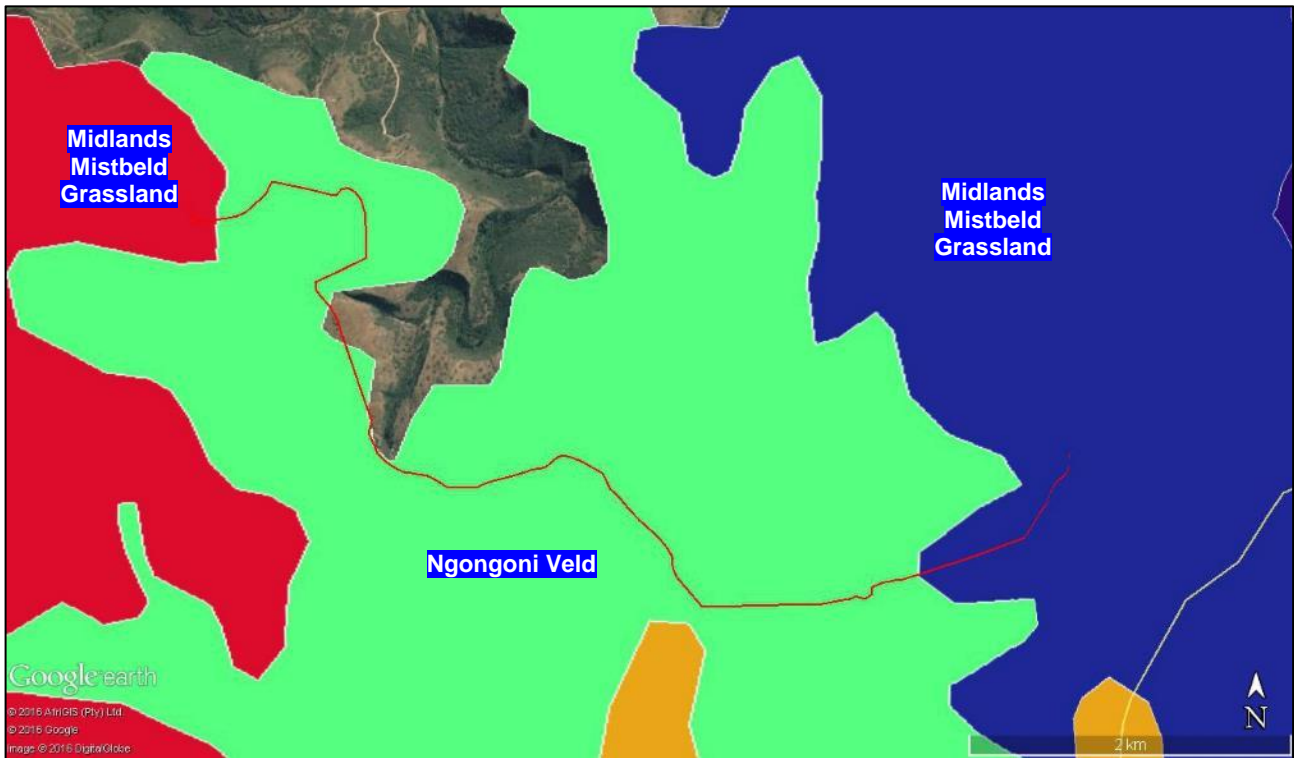 Midlands
Mistbeld
Grassland
Midlands
Mistbeld
Grassland
Ngongoni Veld
Google earth
© 2016 AfriGIS (Pty) Ltd.
© 2016 Google
Image © 2016 DigitalGlobe
N
2 km